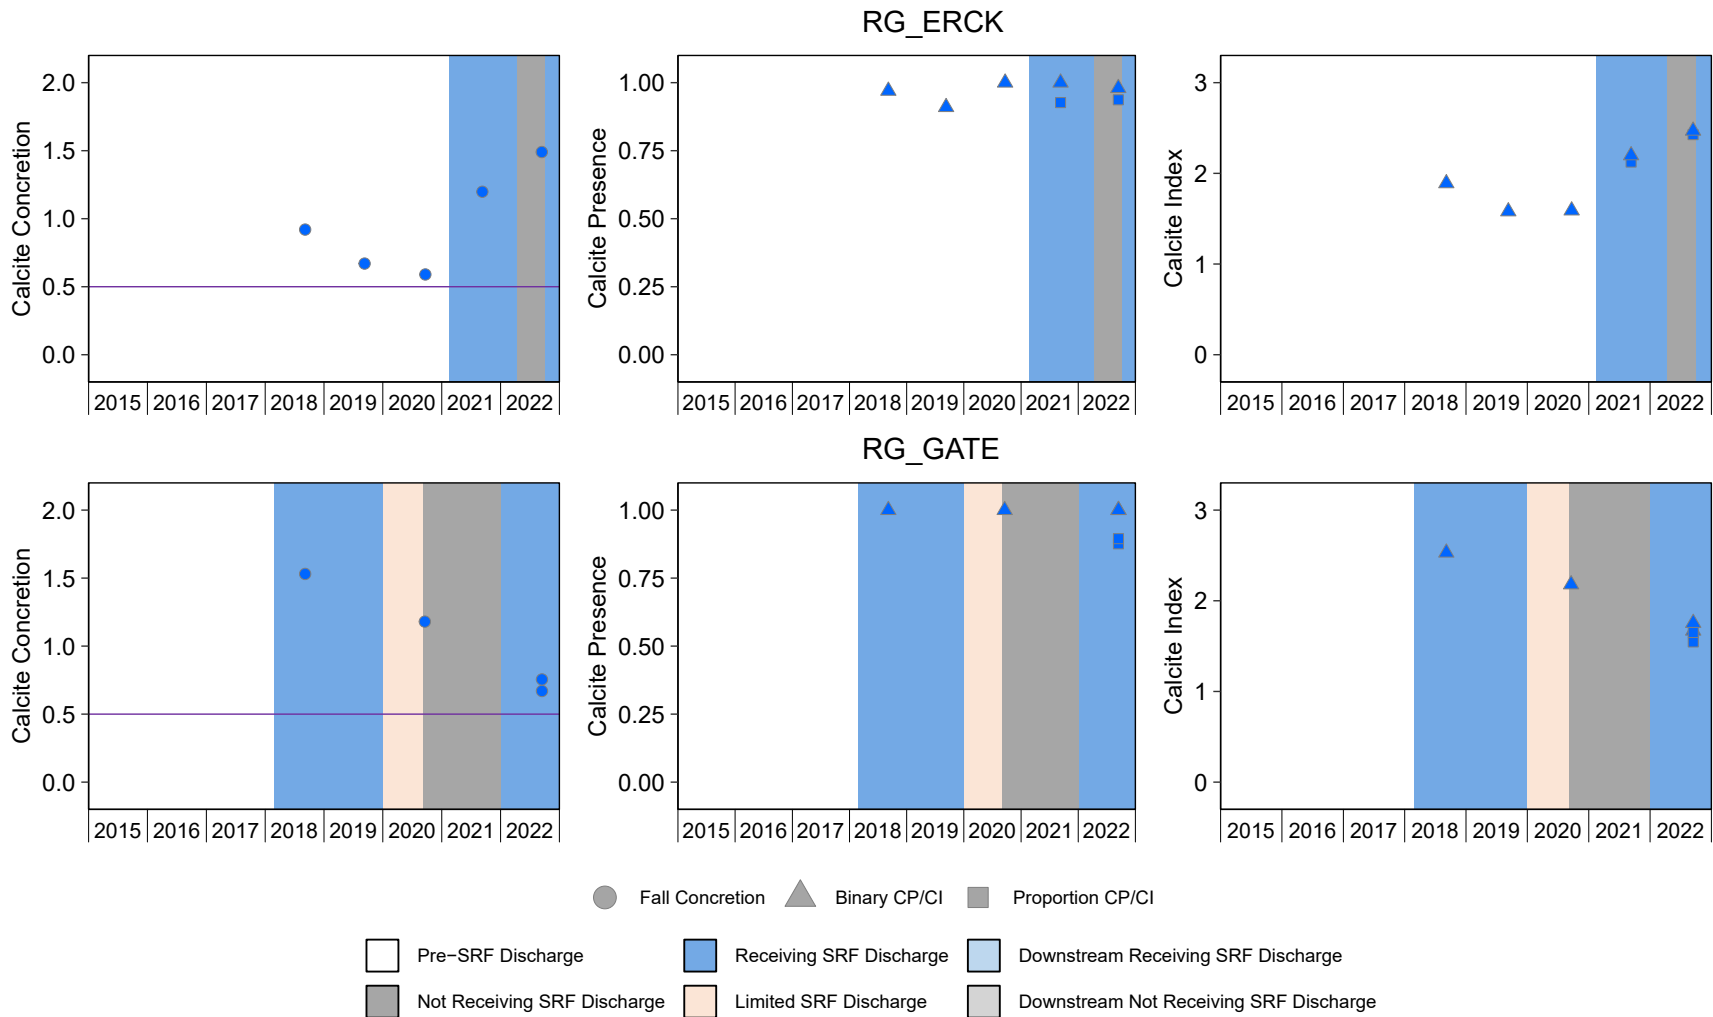 RG_ERCK
Calcite Concretion
2.0
1.5
1.0
0.5
0.0
2015 2016 2017 2018 2019 2020 2021 2022
Calcite Presence
1.00
0.75
0.50
0.25
0.00
2015 2016 2017 2018 2019 2020 2021 2022
Calcite Index
3
2
1
0
2015 2016 2017 2018 2019 2020 2021 2022
RG_GATE
Calcite Concretion
2.0
1.5
1.0
0.5
0.0
2015 2016 2017 2018 2019 2020 2021 2022
Calcite Presence
1.00
0.75
0.50
0.25
0.00
2015 2016 2017 2018 2019 2020 2021 2022
Calcite Index
3
2
1
0
2015 2016 2017 2018 2019 2020 2021 2022
Fall Concretion Binary CP/CI Proportion CP/CI
Pre−SRF Discharge Receiving SRF Discharge Downstream Receiving SRF Discharge
Not Receiving SRF Discharge Limited SRF Discharge Downstream Not Receiving SRF Discharge